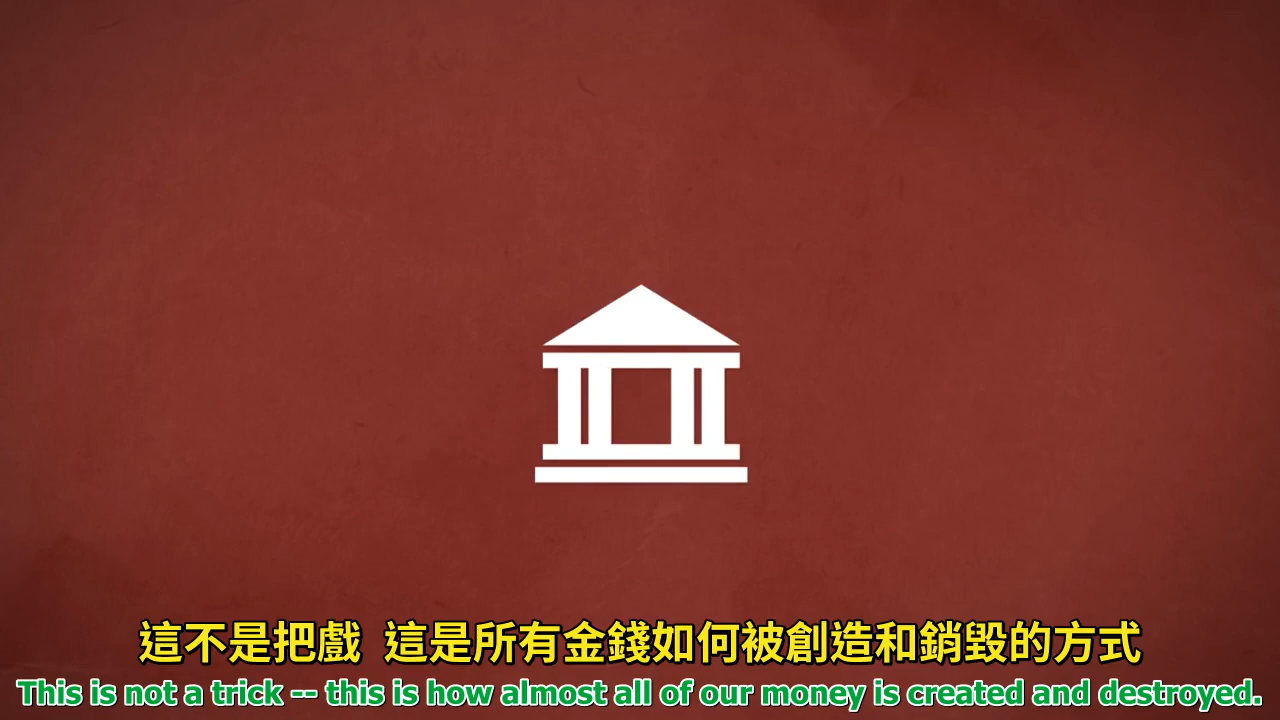 這不是把戲 這是所有金錢如何被創造和銷毀的方式
This is not a trick -- this is how almost all of our money is created and destroyed.